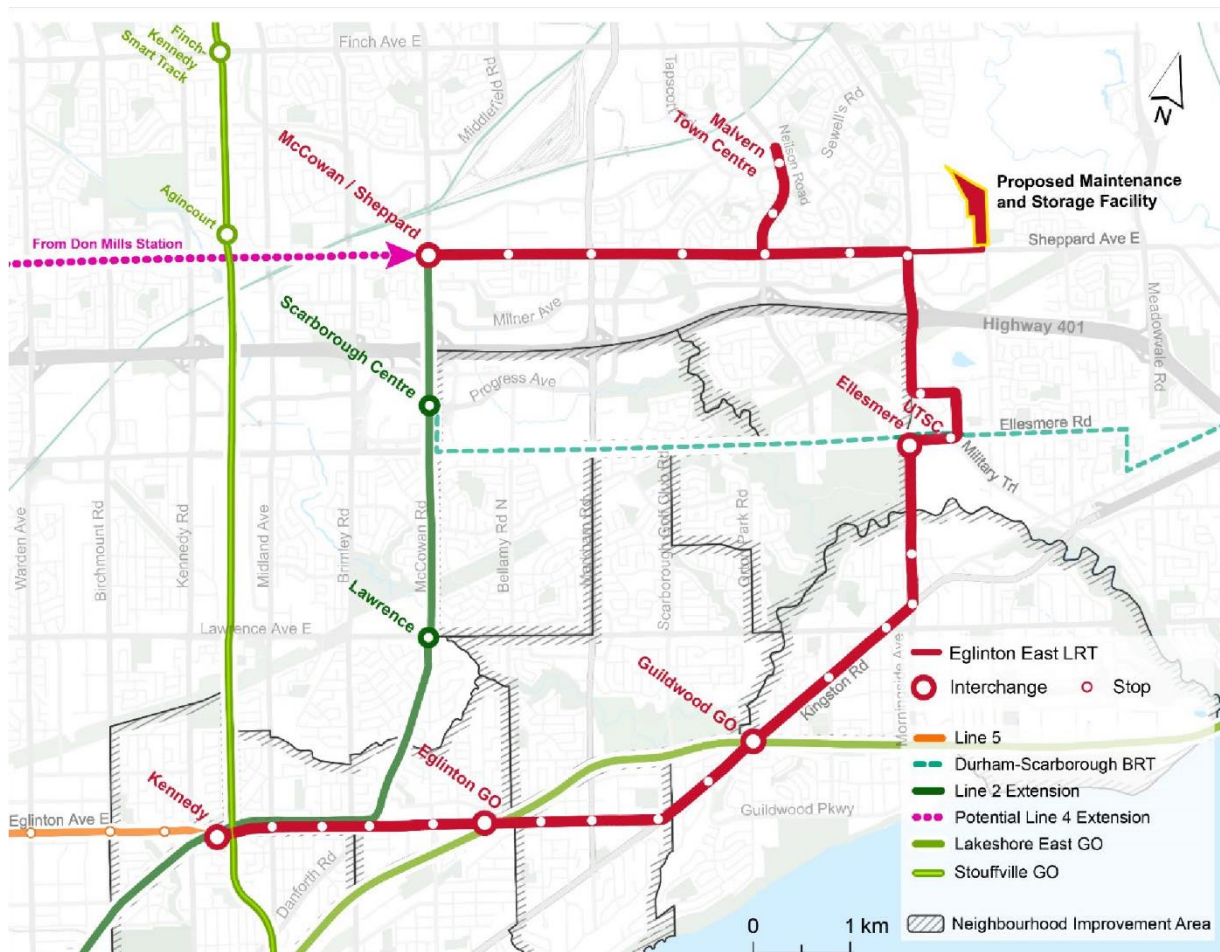 Finch Ave E
Finch-
Kennedy
Smart Track
Middlefield Rd
Tapscott
Sewell's Rd
Neilson Road
Malvern
Town Centre
N
McCowan / Sheppard
Agincourt
Proposed Maintenance
and Storage Facility
From Don Mills Station
Sheppard Ave E
Milner Ave
Highway 401
Scarborough Centre
Progress Ave
Meadowvale Rd
Ellesmere
UTSC
Ellesmere Rd
Military Trl
Warden Ave
Birchmount Rd
Kennedy Rd
Midland Ave
Brimley Rd
McCowan Rd
Bellamy Rd N
Markham Rd
Scarborough Golf Club Rd
Orton Park Rd
Lawrence
Lawrence Ave E
Guildwood GO
Kingston Rd
Morningside Ave
Kennedy
Eglinton GO
Eglinton Ave E
Danforth Rd
Guildwood Pkwy
Eglinton East LRT
Interchange
Stop
Line 5
Durham-Scarborough BRT
Line 2 Extension
Potential Line 4 Extension
Lakeshore East GO
Stouffville GO
Neighbourhood Improvement Area
0 1 km